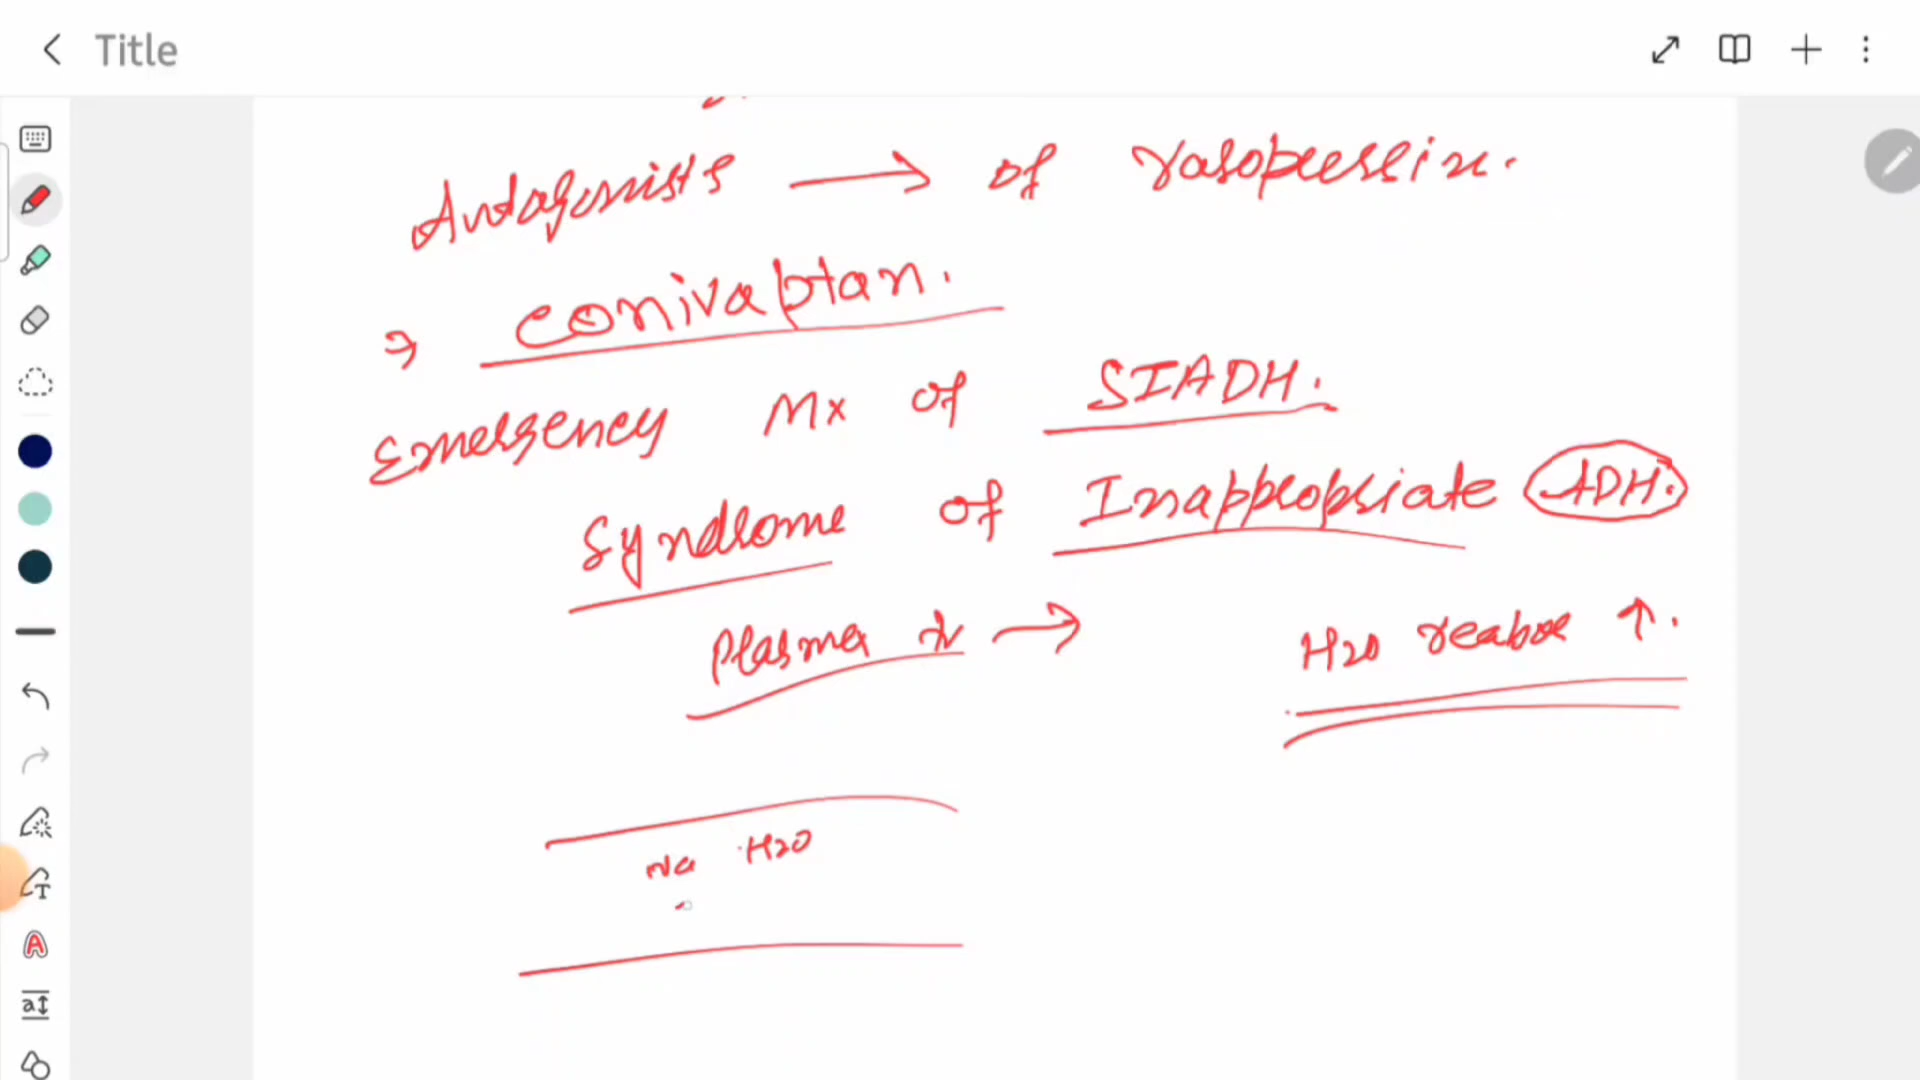 Title
Antagonists → of vasopressin.
→ conivaptan.
Emergency Mx of SIADH.
Syndrome of Inappropriate ADH.
Plasma → H2O reabs ↑.
Na H2O